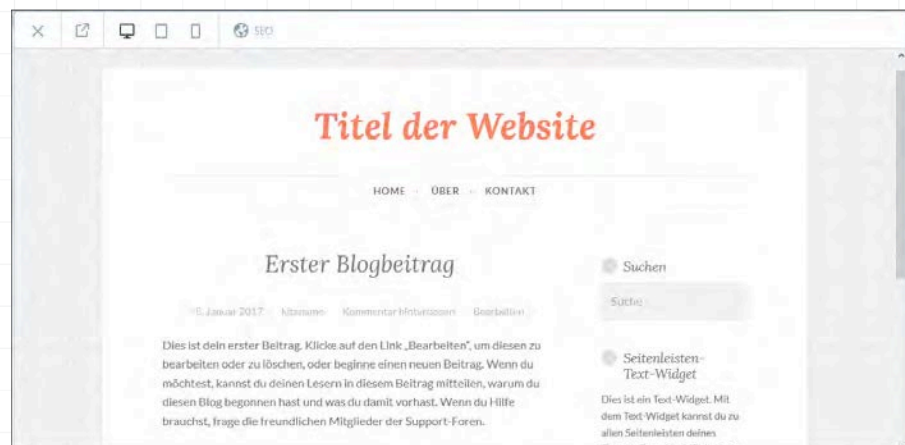 SEO
Titel der Website
HOME ÜBER KONTAKT
Erster Blogbeitrag
Januar 2017 Bearbeiten
Dies ist dein erster Beitrag. Klicke auf den Link „Bearbeiten“, um diesen zu
bearbeiten oder zu löschen, oder beginne einen neuen Beitrag. Wenn du
möchtest, kannst du deinen Lesern in diesem Beitrag mitteilen, warum du
diesen Blog begonnen hast und was du damit vorhast. Wenn du Hilfe
brauchst, frage die freundlichen Mitglieder der Support-Foren.
Suchen
Suche
Seitenleisten-
Text-Widget
Dies ist ein Text-Widget. Mit
dem Text-Widget kannst du zu
allen Seitenleisten deines